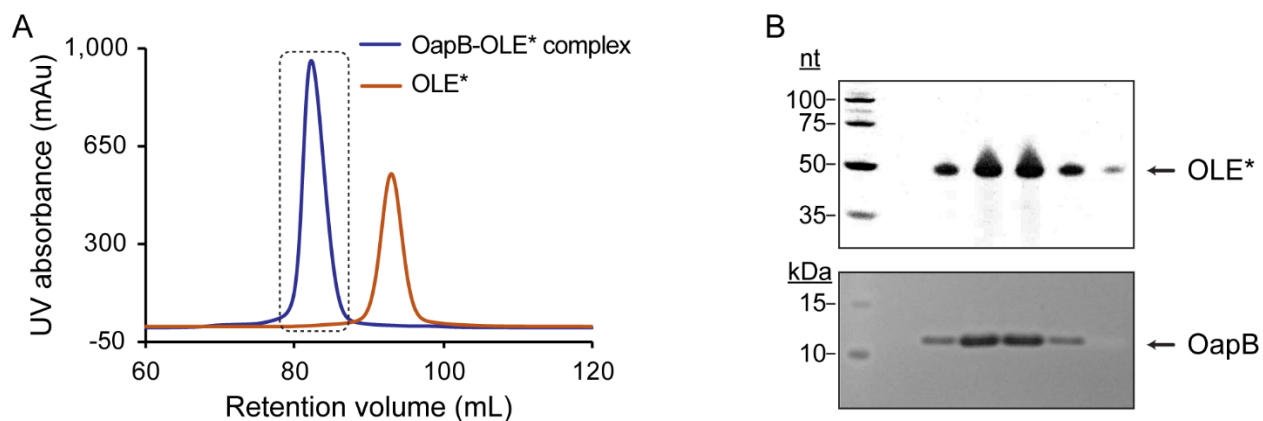 A
1,000
650
300
-50
60
80
100
120
UV absorbance (mAu)
Retention volume (mL)
OapB-OLE* complex
OLE*
B
nt
100
75
50
35
OLE*
kDa
15
10
OapB